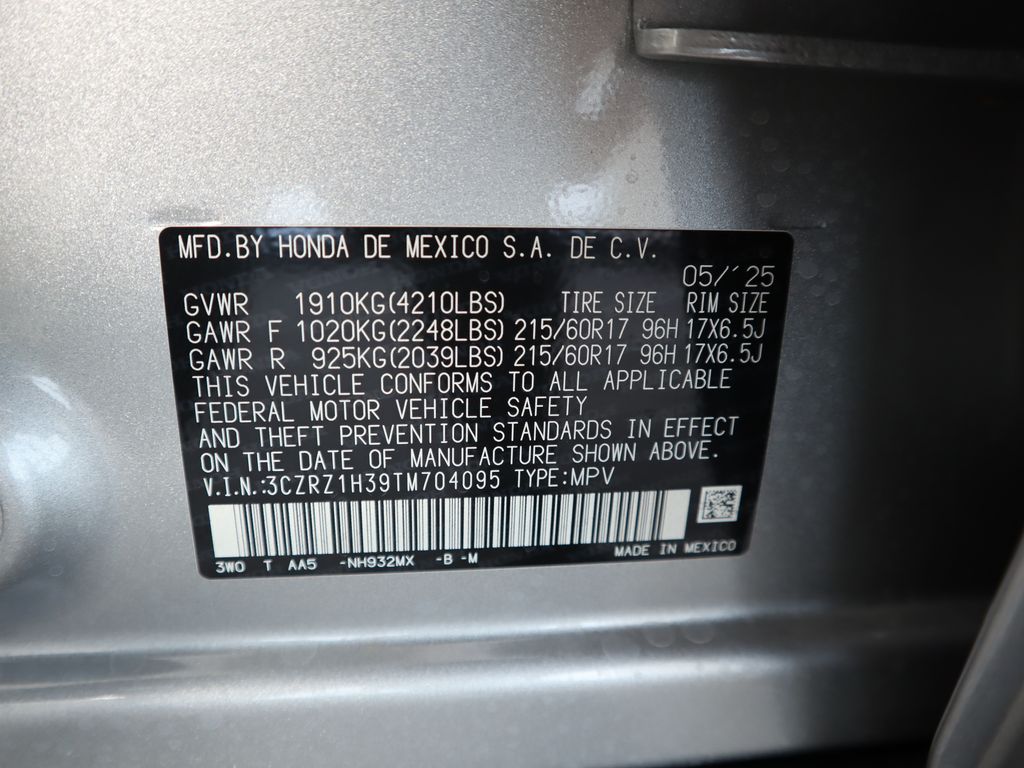 MFD.BY HONDA DE MEXICO S.A. DE C.V.
05/'25
GVWR 1910KG(4210LBS) TIRE SIZE RIM SIZE
GAWR F 1020KG(2248LBS) 215/60R17 96H 17X6.5J
GAWR R 925KG(2039LBS) 215/60R17 96H 17X6.5J
THIS VEHICLE CONFORMS TO ALL APPLICABLE
FEDERAL MOTOR VEHICLE SAFETY
AND THEFT PREVENTION STANDARDS IN EFFECT
ON THE DATE OF MANUFACTURE SHOWN ABOVE.
V.I.N.:3CZRZ1H39TM704095 TYPE:MPV
3W0 T AA5 -NH932MX -B -M MADE IN MEXICO